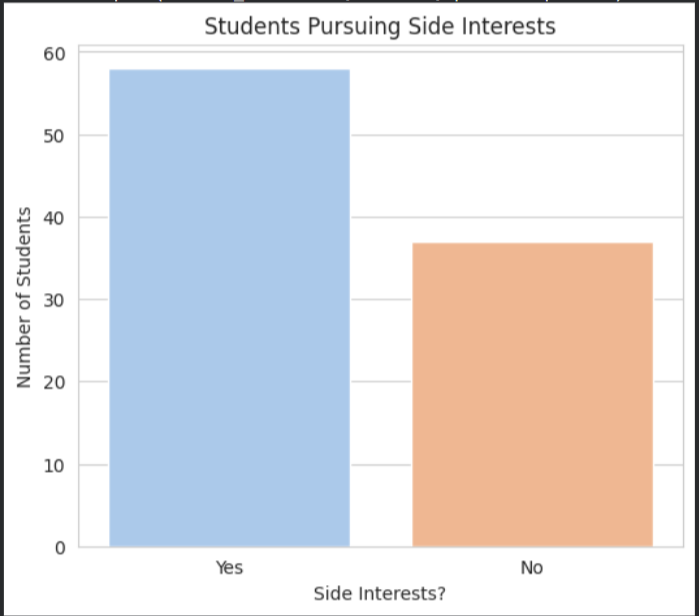 Students Pursuing Side Interests
60
50
40
30
20
10
0
Number of Students
Yes No
Side Interests?